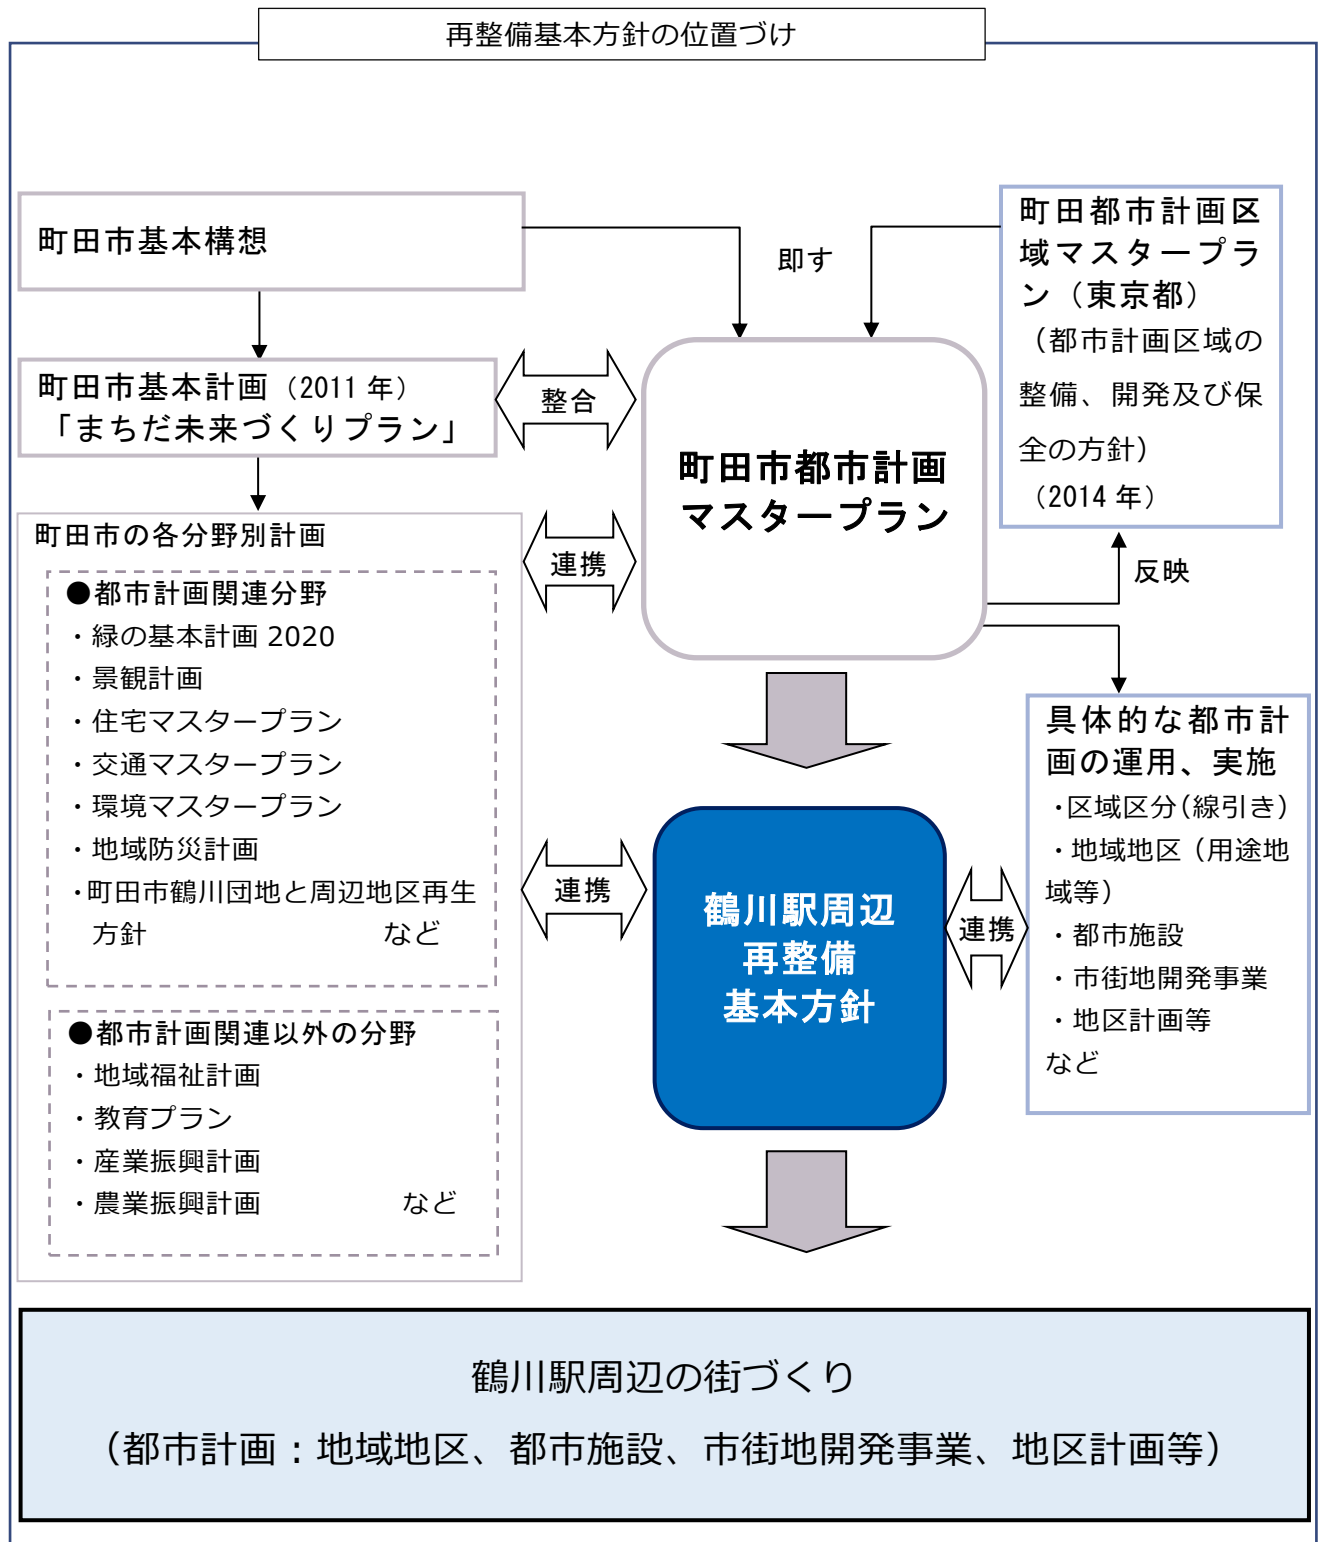 再整備基本方針の位置づけ
町田市基本構想
即す
町田都市計画区
域マスタープラ
ン（東京都）
（都市計画区域の
整備、開発及び保
全の方針）
（2014 年）
町田市基本計画（2011 年）
「まちだ未来づくりプラン」
整合
町田市都市計画
マスタープラン
町田市の各分野別計画
連携
反映
●都市計画関連分野
・緑の基本計画 2020
・景観計画
・住宅マスタープラン
・交通マスタープラン
・環境マスタープラン
・地域防災計画
・町田市鶴川団地と周辺地区再生
方針 など
連携
鶴川駅周辺
再整備
基本方針
連携
具体的な都市計
画の運用、実施
・区域区分（線引き）
・地域地区（用途地
域等）
・都市施設
・市街地開発事業
・地区計画等
など
●都市計画関連以外の分野
・地域福祉計画
・教育プラン
・産業振興計画
・農業振興計画 など
鶴川駅周辺の街づくり
（都市計画：地域地区、都市施設、市街地開発事業、地区計画等）